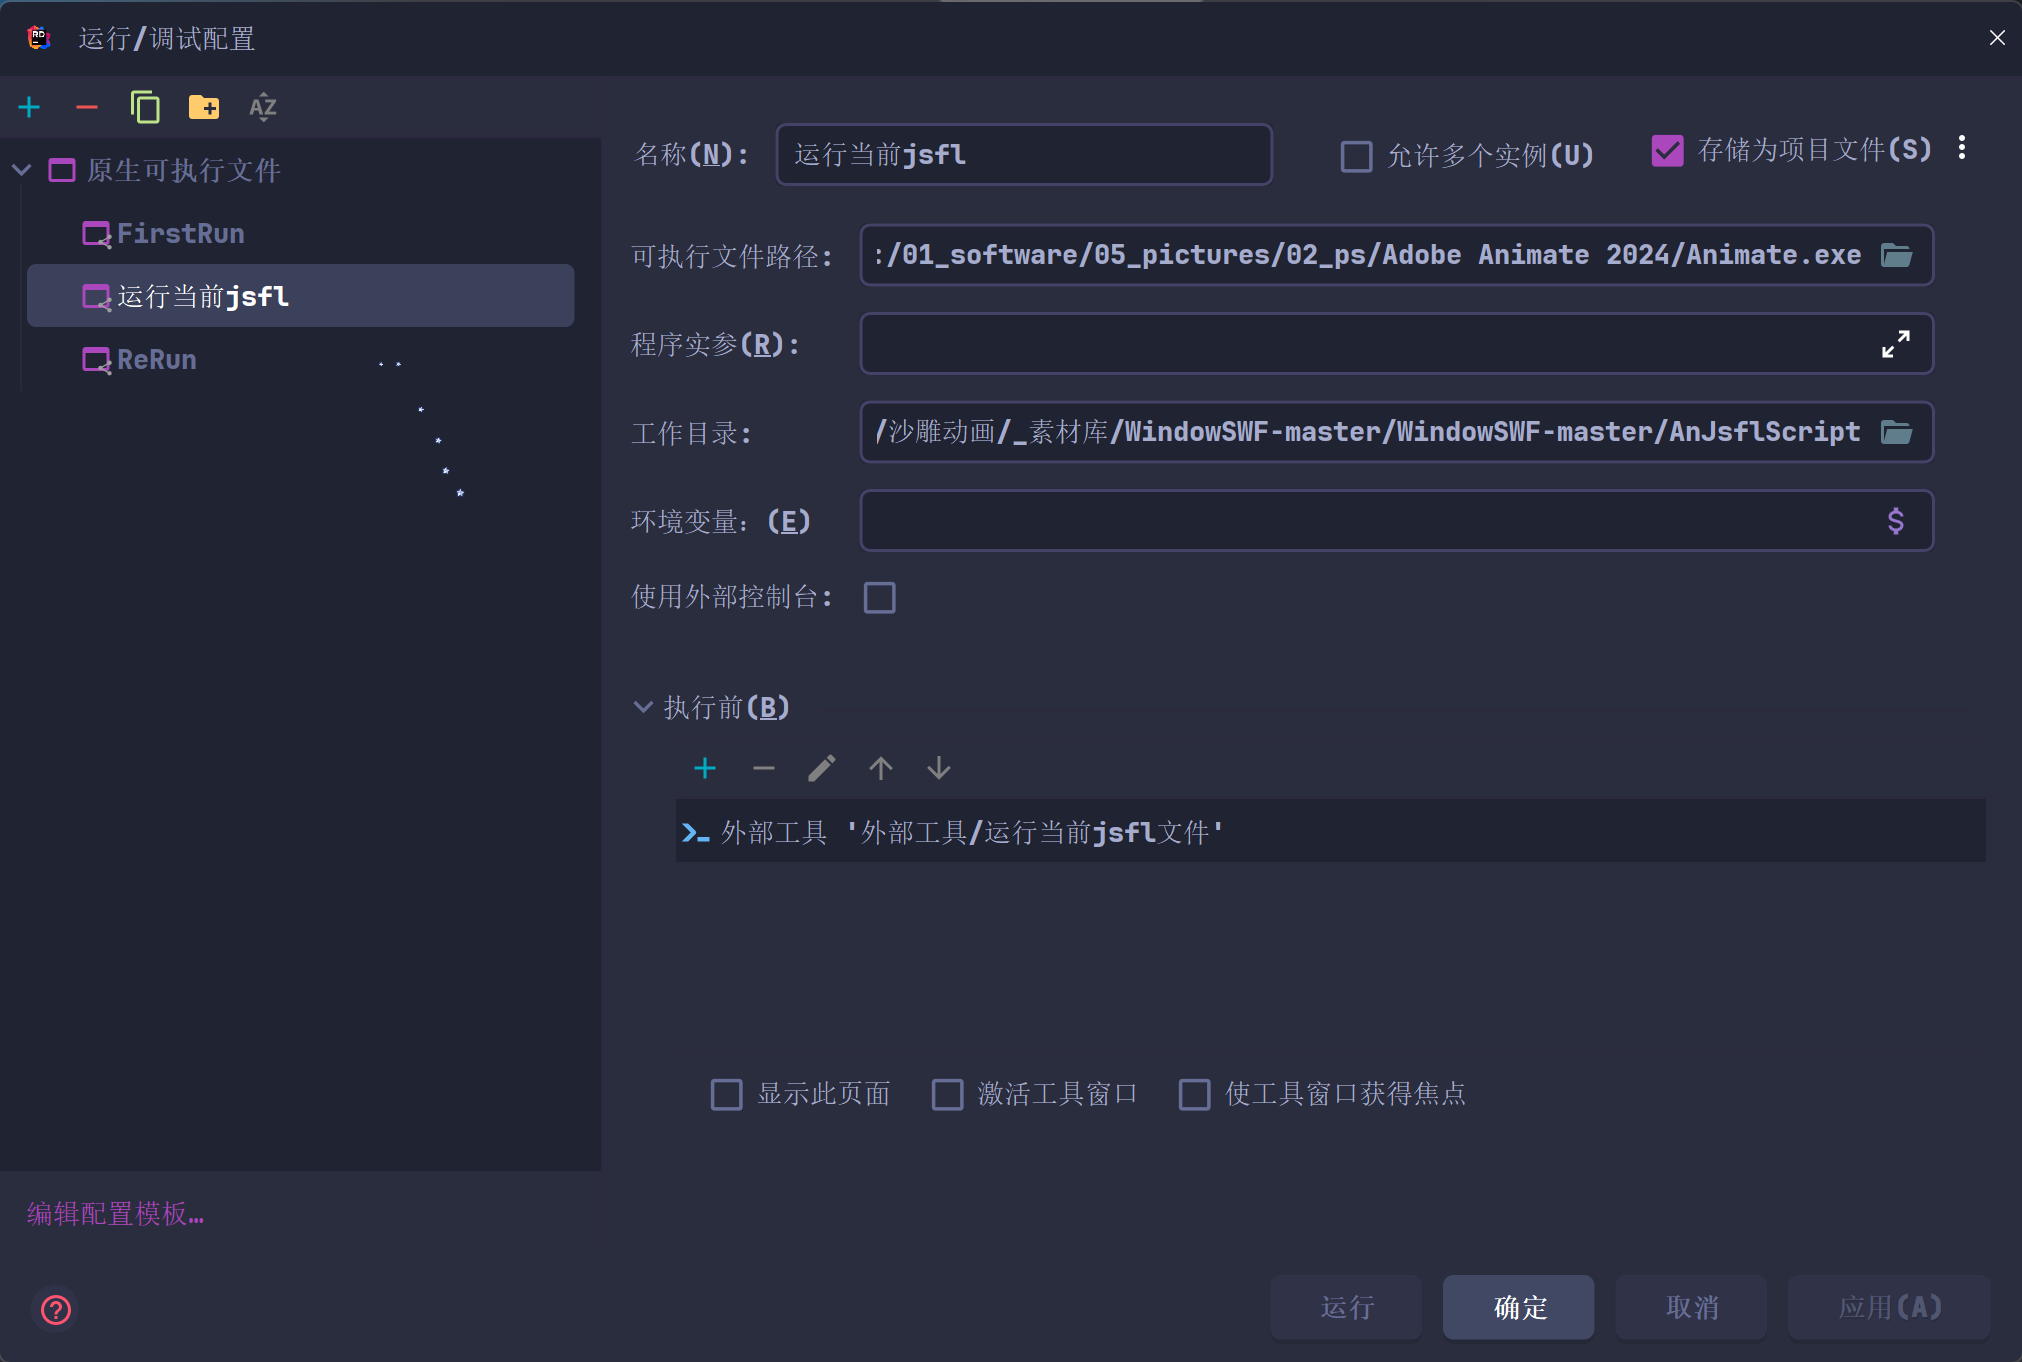 运行/调试配置
原生可执行文件
FirstRun
运行当前jsfl
ReRun
编辑配置模板…
名称(N): 运行当前jsfl 允许多个实例(U) 存储为项目文件(S)
可执行文件路径: :/01_software/05_pictures/02_ps/Adobe Animate 2024/Animate.exe
程序实参(R):
工作目录: /沙雕动画/_素材库/WindowSWF-master/WindowSWF-master/AnJsflScript
环境变量：(E)
使用外部控制台:
执行前(B)
外部工具 '外部工具/运行当前jsfl文件'
显示此页面 激活工具窗口 使工具窗口获得焦点
运行 确定 取消 应用(A)